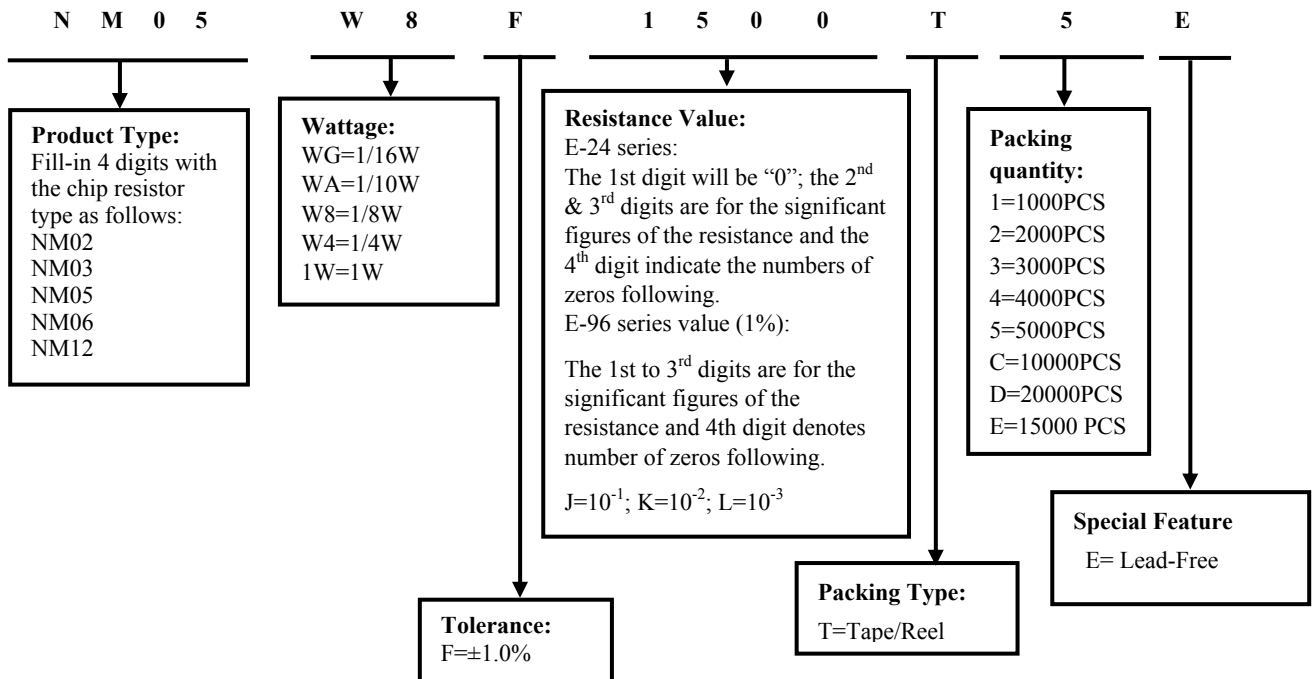 N M 0 5 W 8 F 1 5 0 0 T 5 E
Product Type:
Fill-in 4 digits with
the chip resistor
type as follows:
NM02
NM03
NM05
NM06
NM12
Wattage:
WG=1/16W
WA=1/10W
W8=1/8W
W4=1/4W
1W=1W
Resistance Value:
E-24 series:
The 1st digit will be “0”; the 2nd
& 3rd digits are for the significant
figures of the resistance and the
4th digit indicate the numbers of
zeros following.
E-96 series value (1%):
The 1st to 3rd digits are for the
significant figures of the
resistance and 4th digit denotes
number of zeros following.
J=10-1; K=10-2; L=10-3
Packing
quantity:
1=1000PCS
2=2000PCS
3=3000PCS
4=4000PCS
5=5000PCS
C=10000PCS
D=20000PCS
E=15000 PCS
Special Feature
E= Lead-Free
Packing Type:
T=Tape/Reel
Tolerance:
F=±1.0%